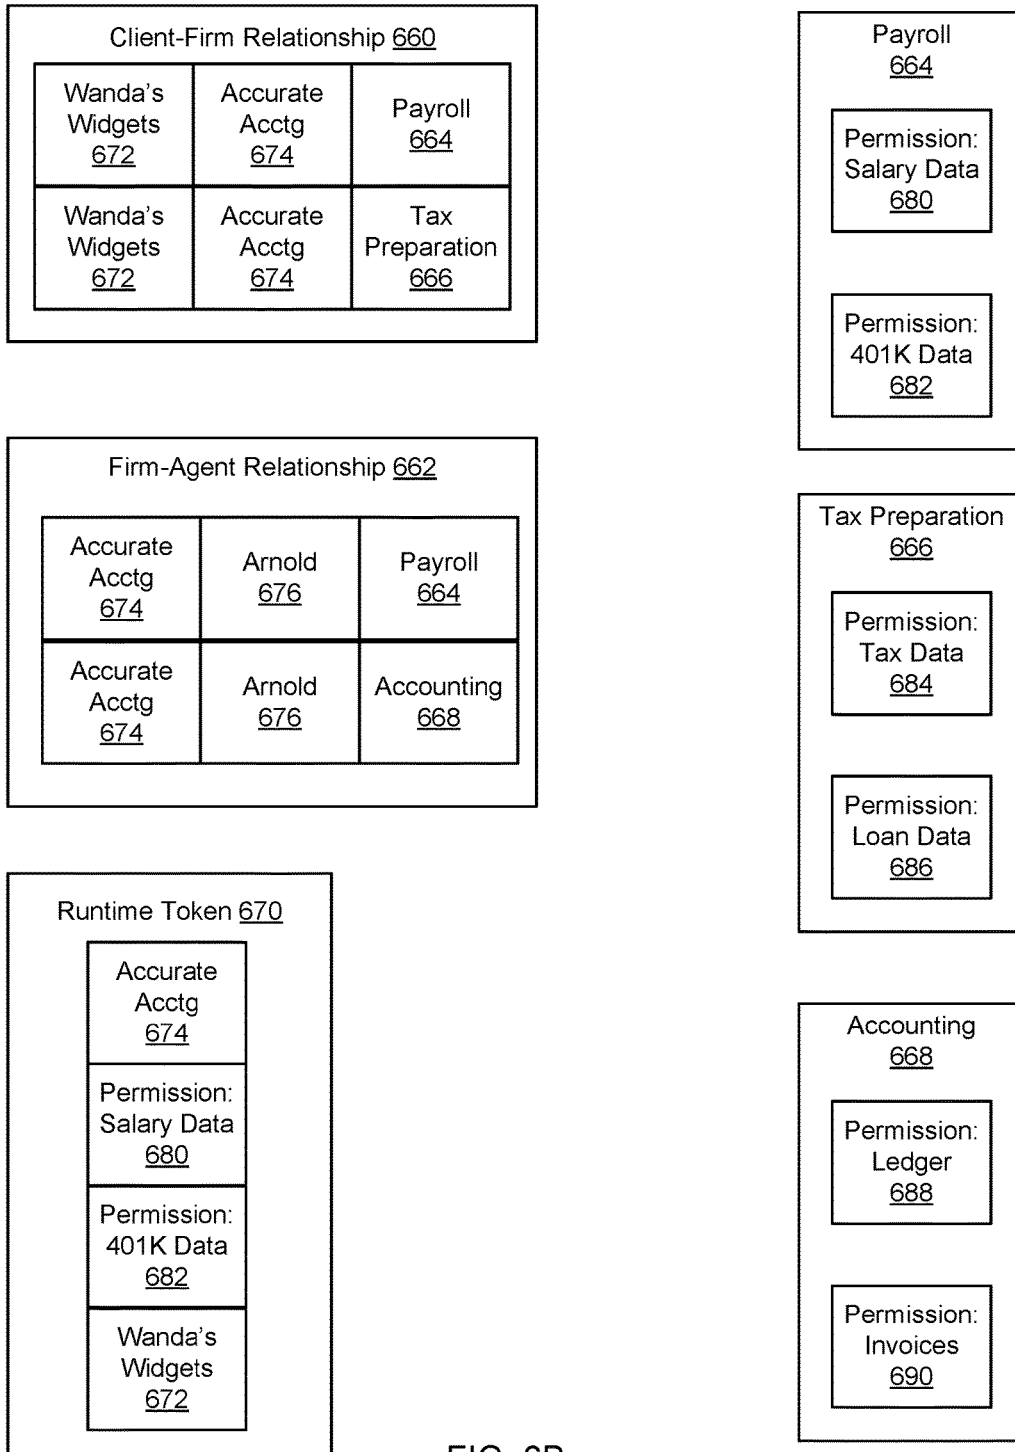 Client-Firm Relationship 660
Wanda's
Widgets
672
Accurate
Acctg
674
Payroll
664
Wanda's
Widgets
672
Accurate
Acctg
674
Tax
Preparation
666
Firm-Agent Relationship 662
Accurate
Acctg
674
Arnold
676
Payroll
664
Accurate
Acctg
674
Arnold
676
Accounting
668
Runtime Token 670
Accurate
Acctg
674
Permission:
Salary Data
680
Permission:
401K Data
682
Wanda's
Widgets
672
Payroll
664
Permission:
Salary Data
680
Permission:
401K Data
682
Tax Preparation
666
Permission:
Tax Data
684
Permission:
Loan Data
686
Accounting
668
Permission:
Ledger
688
Permission:
Invoices
690